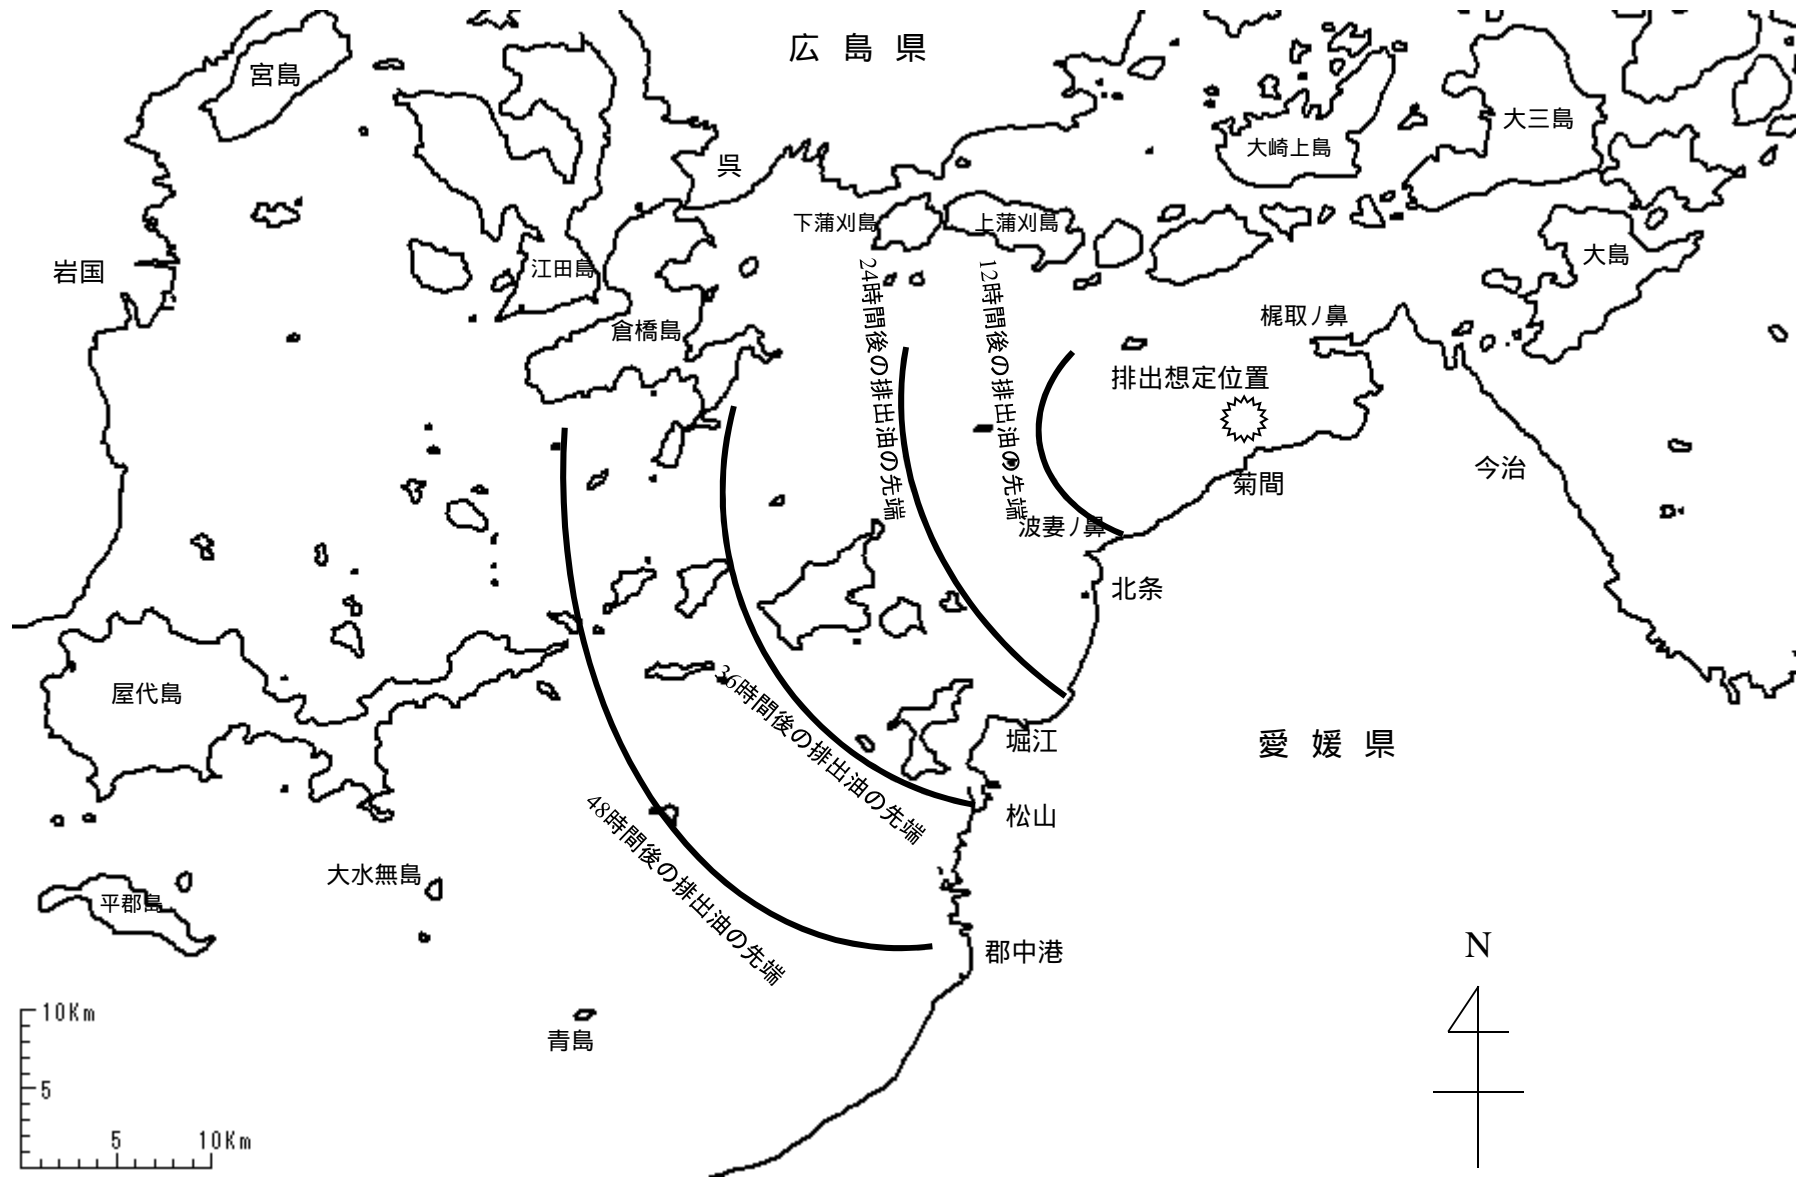 広島県
宮島
大三島
大崎上島
呉
下蒲刈島
上蒲刈島
大島
岩国
江田島
倉橋島
梶取ノ鼻
24時間後の排出油の先端
12時間後の排出油の先端
排出想定位置
今治
菊間
波妻ノ鼻
北条
屋代島
36時間後の排出油の先端
堀江
愛媛県
48時間後の排出油の先端
松山
大水無島
平郡島
郡中港
N
青島
10Km
5
5
10Km